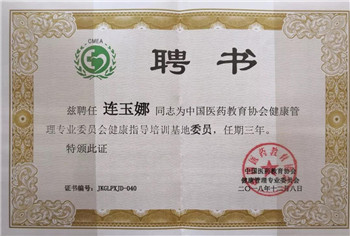 CMEA
聘书
兹聘任 连玉娜 同志为中国医药教育协会健康管
理专业委员会健康指导培训基地委员，任期三年。
特颁此证
中国医药教育协会
健康管理专业委员会
证书编号：JKGLPXJD-040
二〇一八年十二月八日